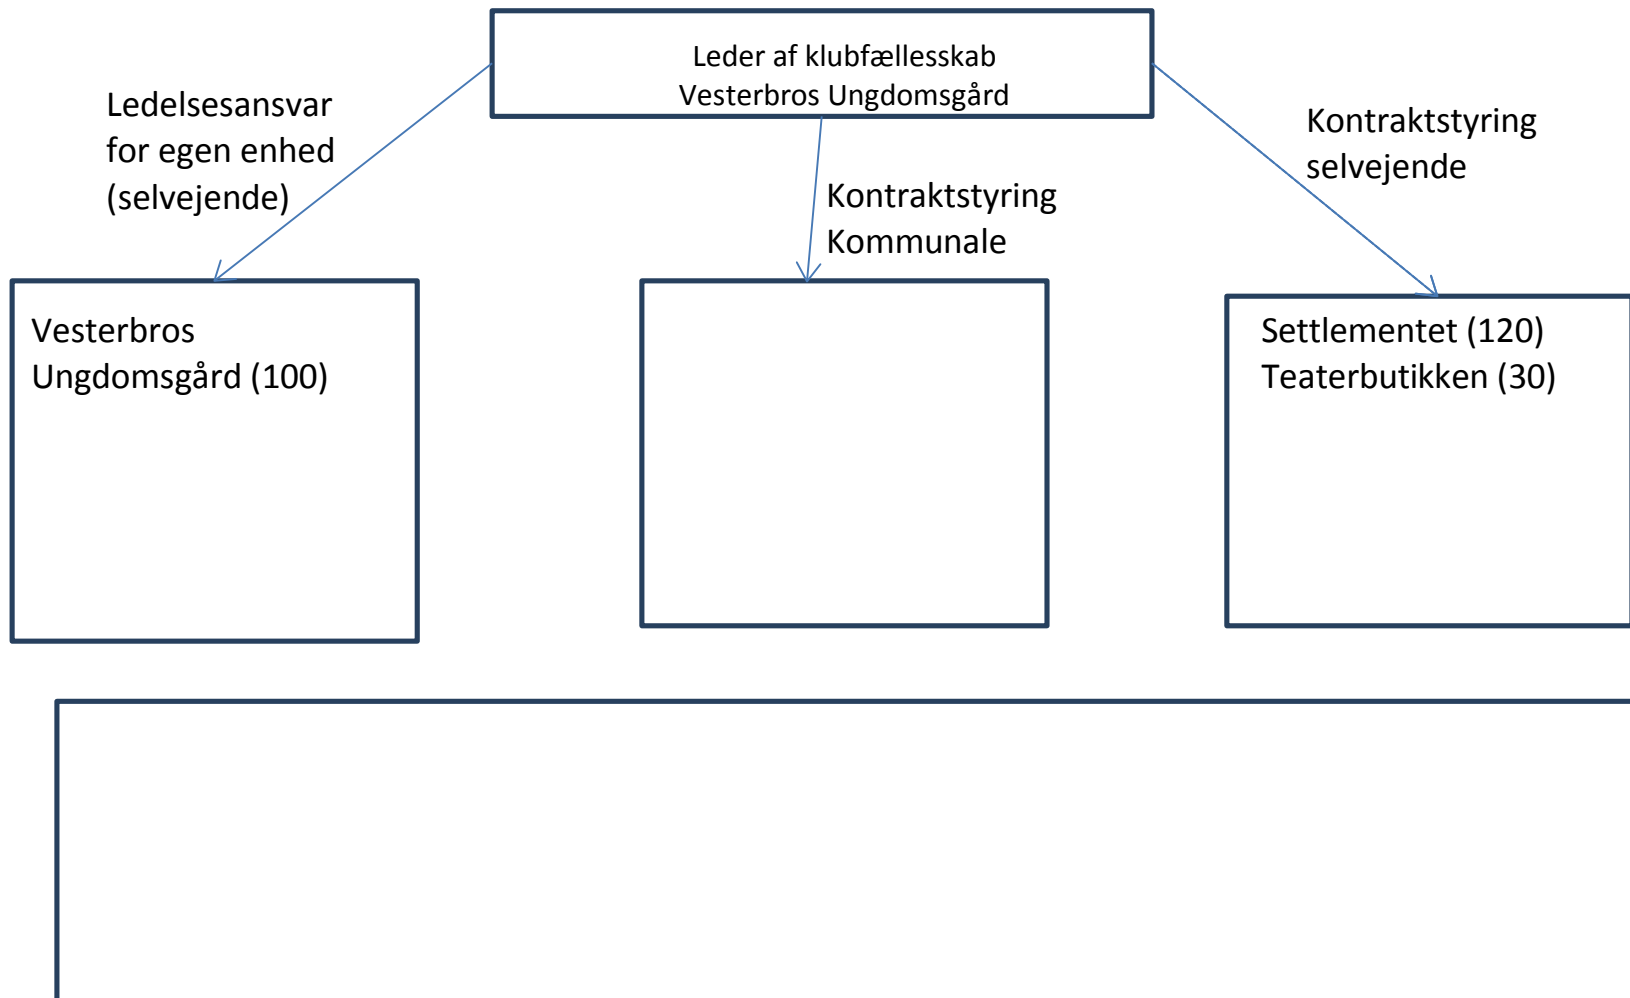 Leder af klubfællesskab
Vesterbros Ungdomsgård
Ledelsesansvar
for egen enhed
(selvejende)
Kontraktstyring
Kommunale
Kontraktstyring
selvejende
Vesterbros
Ungdomsgård (100)
Settlementet (120)
Teaterbutikken (30)